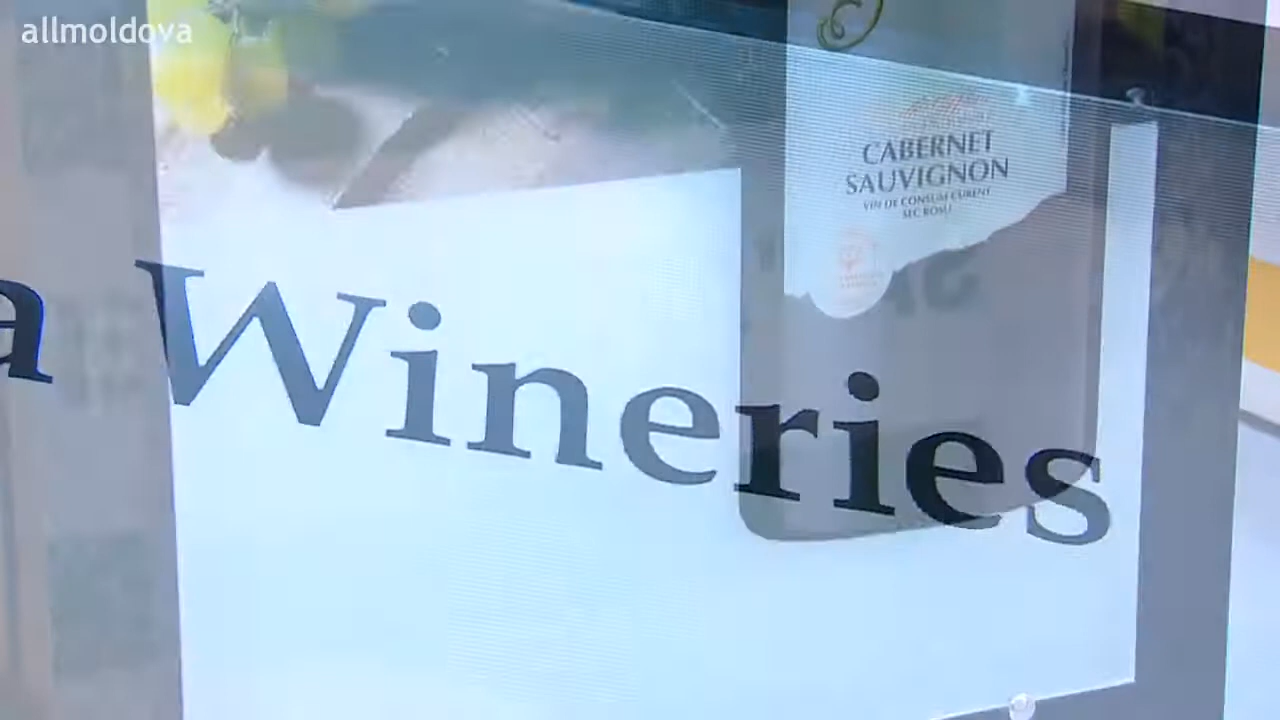 allmoldova
CABERNET
SAUVIGNON
VIN DE CONSUM CURENT
SEC ROȘU
a Wineries